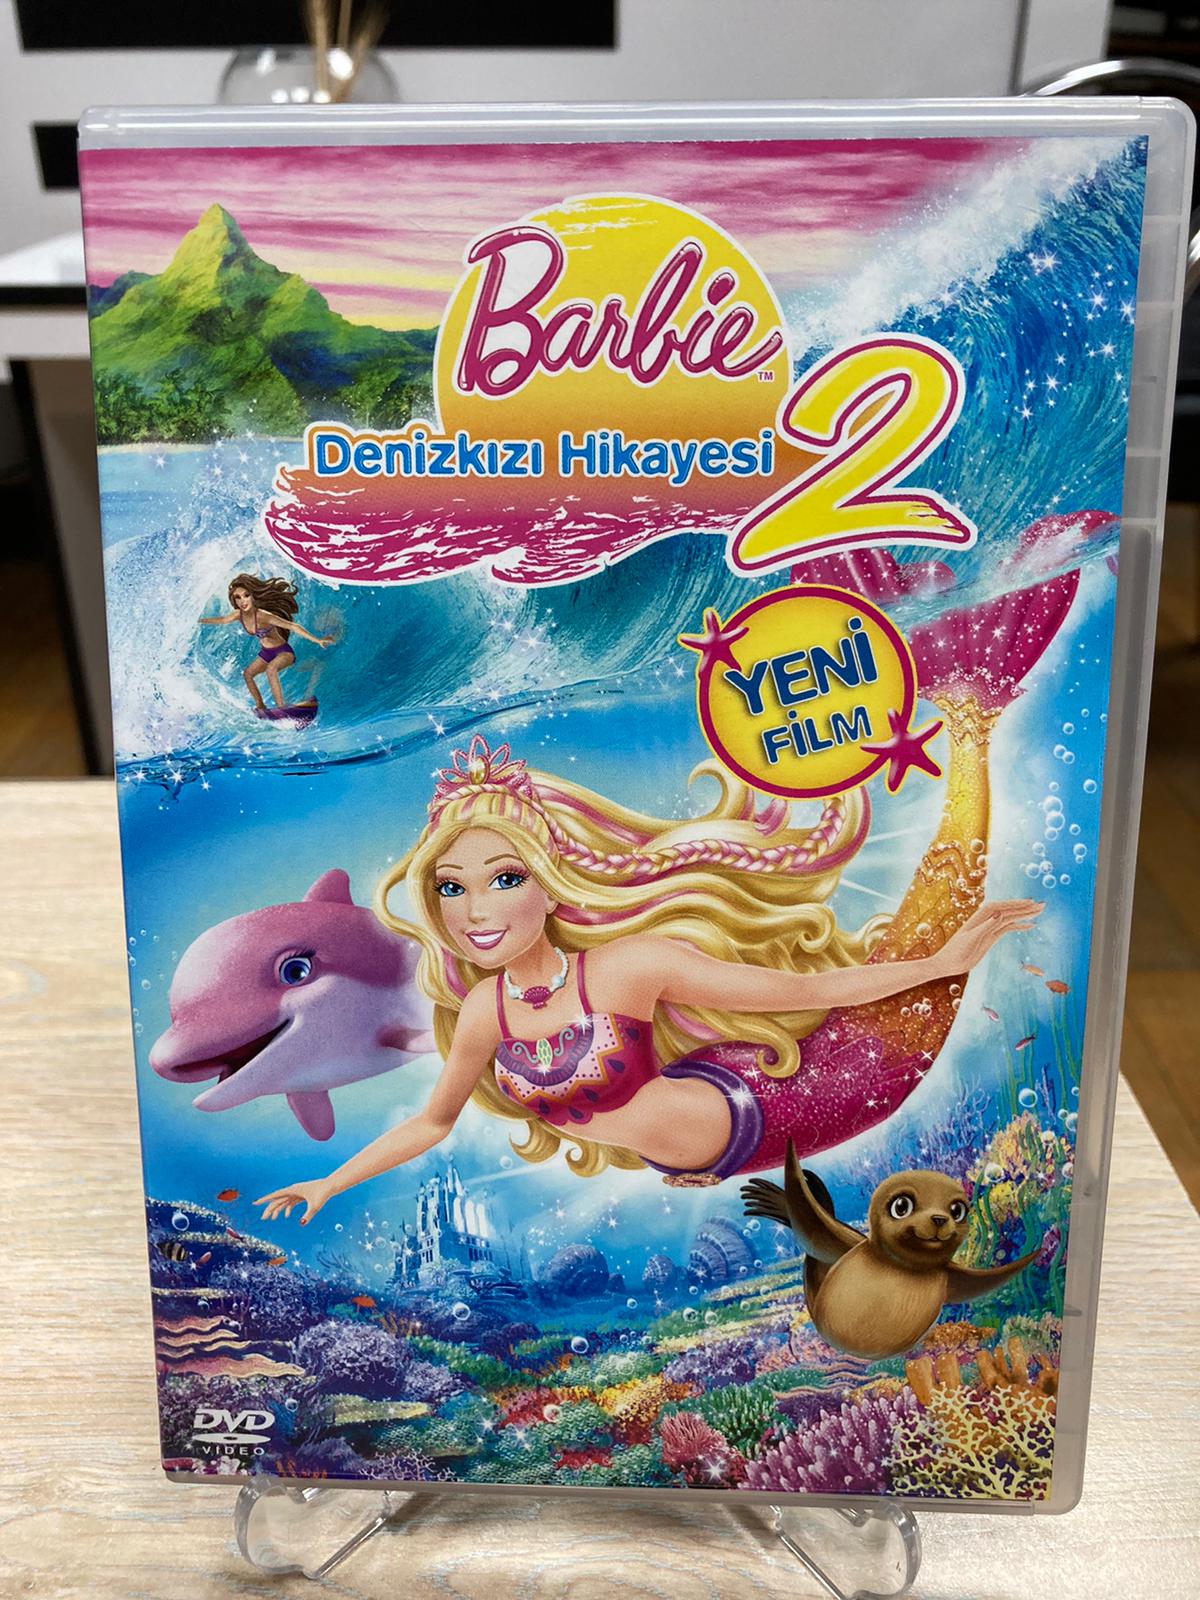 Barbie™
Denizkızı Hikayesi 2
YENİ
FİLM
DVD
VIDEO